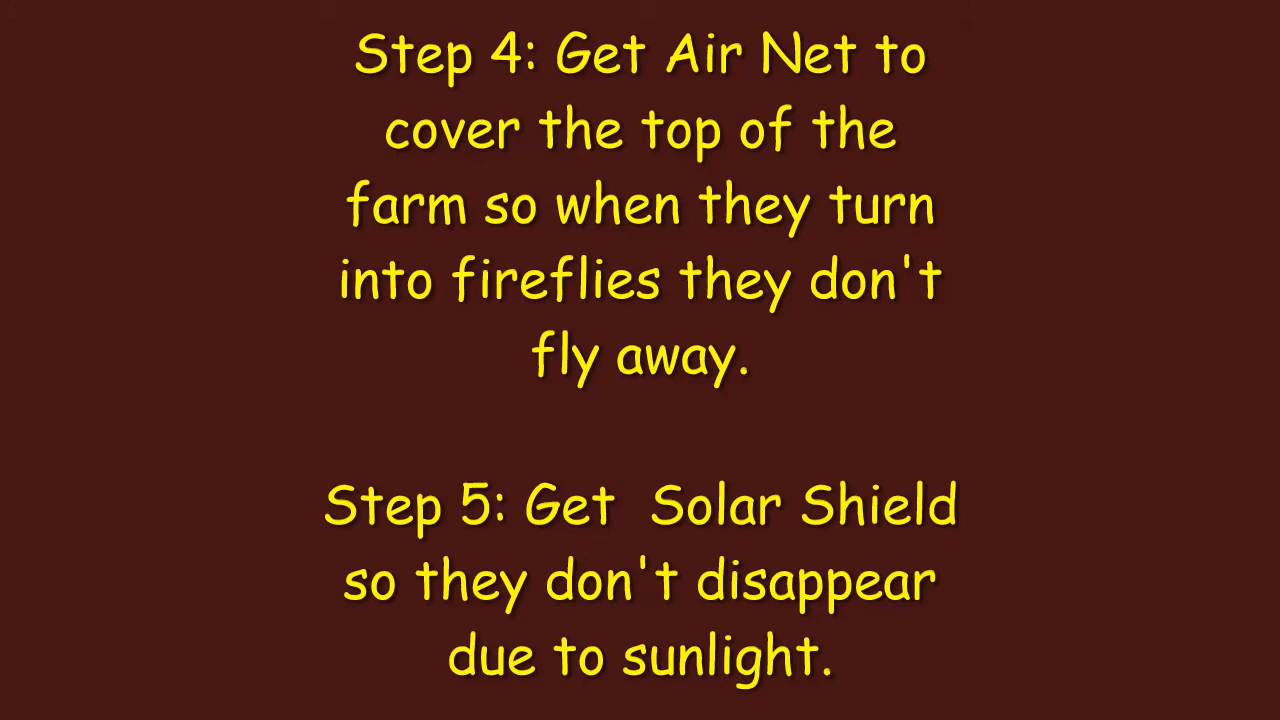 Step 4: Get Air Net to
cover the top of the
farm so when they turn
into fireflies they don't
fly away.
Step 5: Get  Solar Shield
so they don't disappear
due to sunlight.